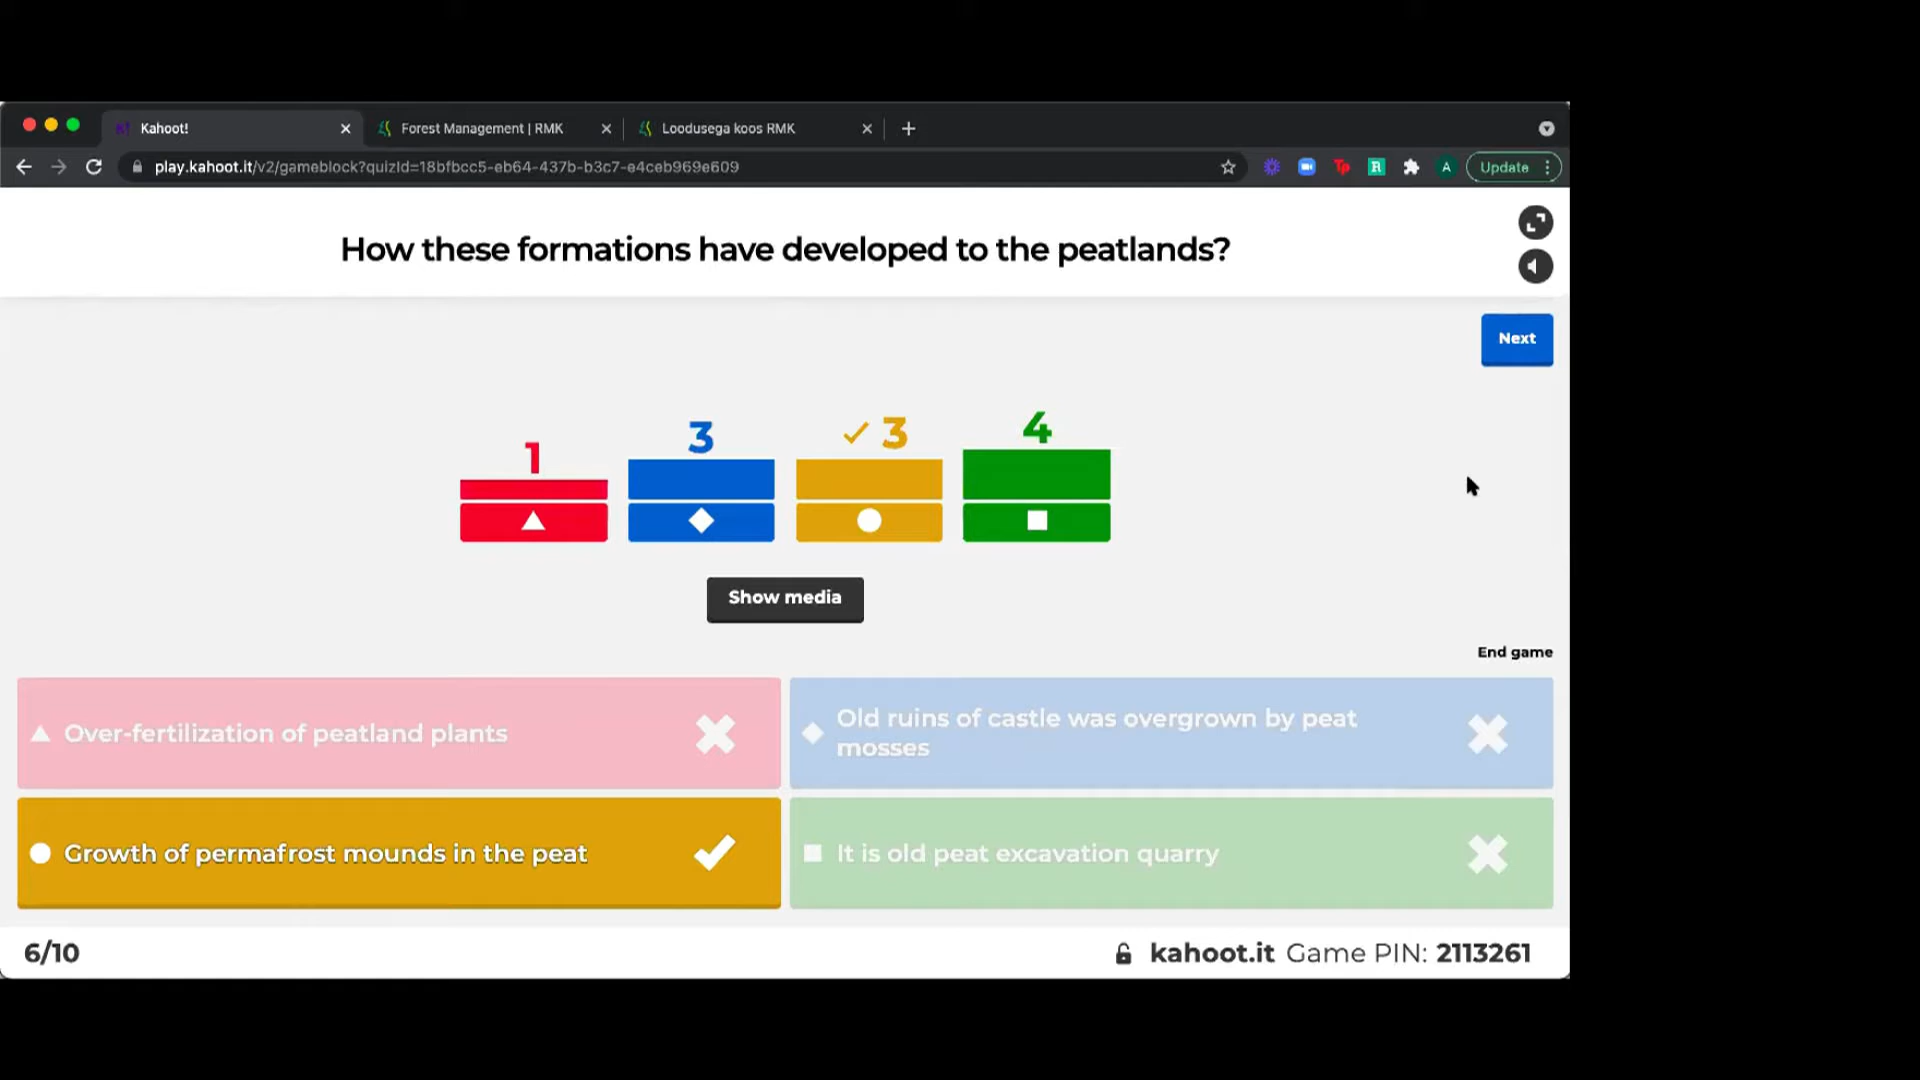 Kahoot!
Forest Management | RMK
Loodusega koos RMK
play.kahoot.it/v2/gameblock?quizId=18bfbcc5-eb64-437b-b3c7-e4ceb969e609
A
Update
How these formations have developed to the peatlands?
Next
1
3
3
4
Show media
End game
Over-fertilization of peatland plants
Old ruins of castle was overgrown by peat
mosses
Growth of permafrost mounds in the peat
It is old peat excavation quarry
6/10
kahoot.it Game PIN: 2113261